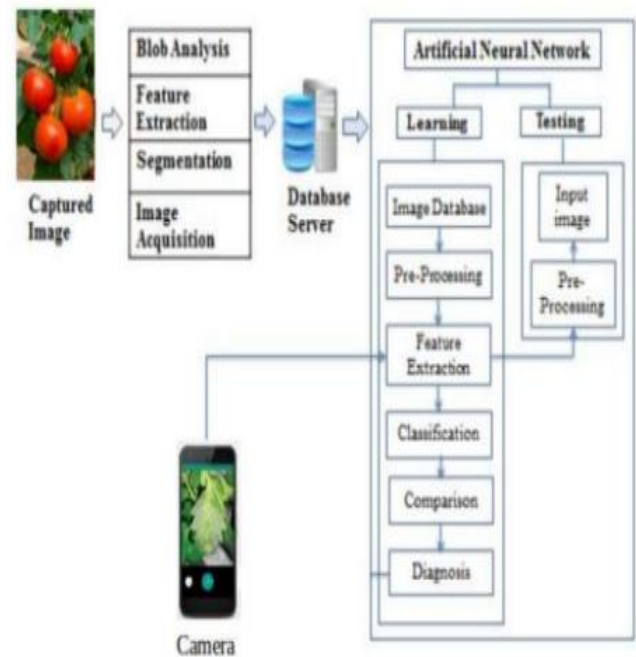 Captured
Image
Blob Analysis
Feature
Extraction
Segmentation
Image
Acquisition
Database
Server
Artificial Neural Network
Learning
Testing
Image Database
Pre-Processing
Feature
Extraction
Classification
Comparison
Diagnosis
Input
image
Pre-
Processing
Camera